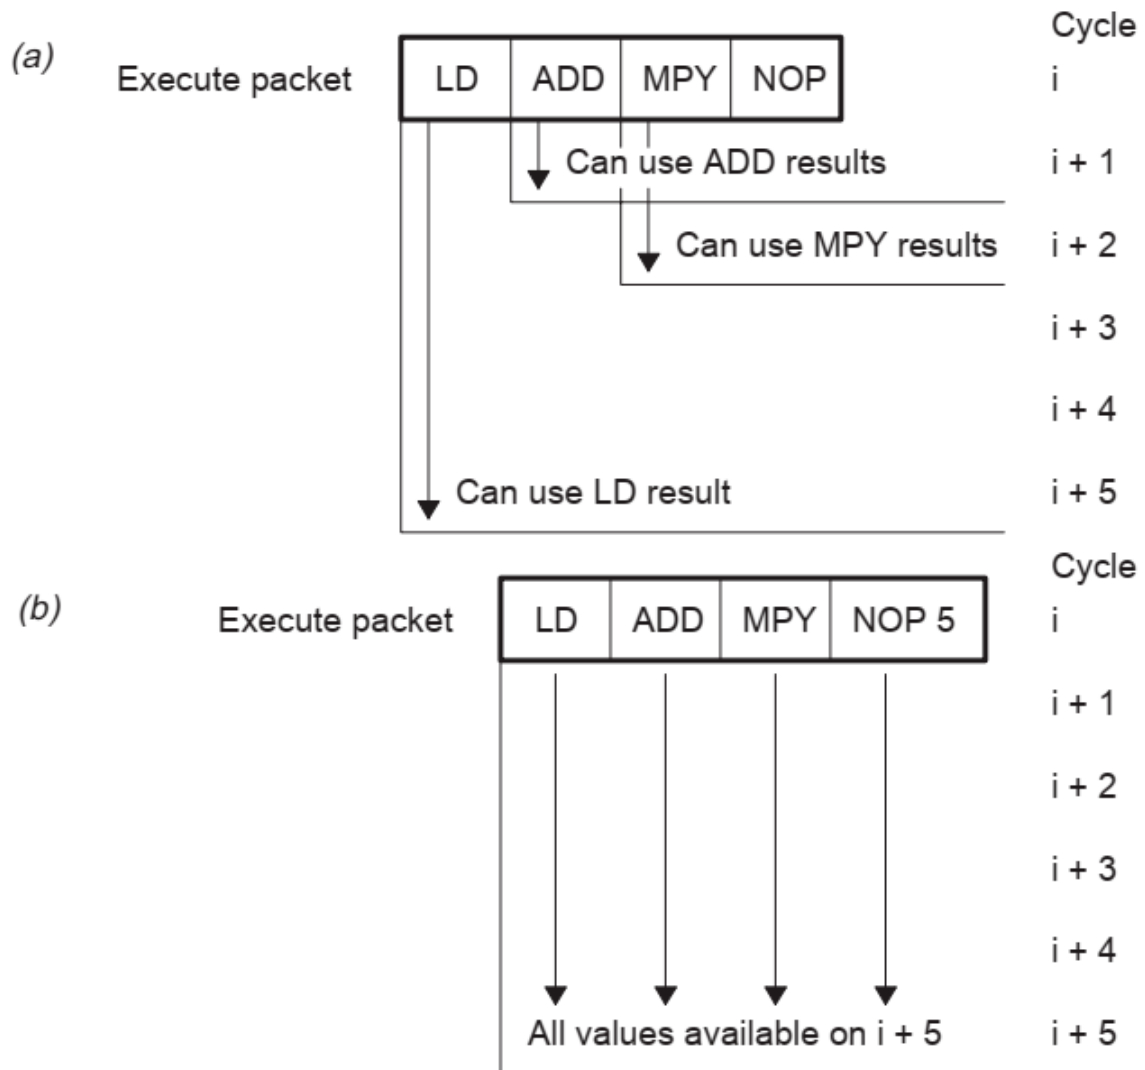 Cycle
(a) Execute packet LD ADD MPY NOP i
Can use ADD results i + 1
Can use MPY results i + 2
i + 3
i + 4
Can use LD result i + 5
Cycle
(b) Execute packet LD ADD MPY NOP 5 i
i + 1
i + 2
i + 3
i + 4
All values available on i + 5 i + 5